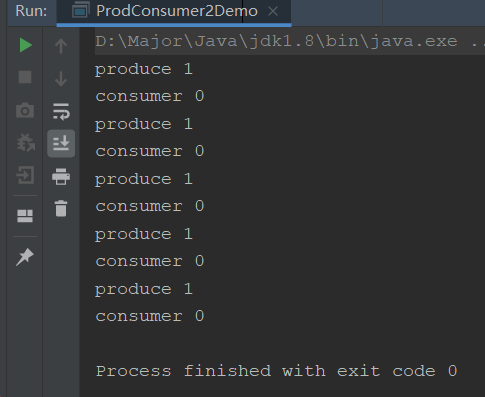 Run: ProdConsumer2Demo ×
D:\Major\Java\jdk1.8\bin\java.exe ..
produce 1
consumer 0
produce 1
consumer 0
produce 1
consumer 0
produce 1
consumer 0
produce 1
consumer 0
Process finished with exit code 0